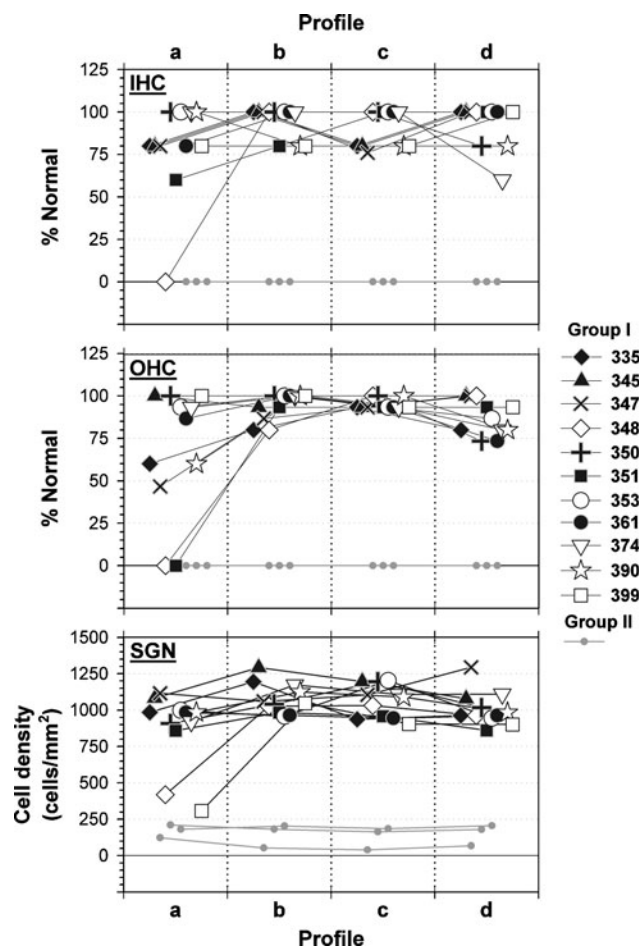 Profile
a b c d
IHC
125
100
75
50
25
0
% Normal
OHC
125
100
75
50
25
0
% Normal
SGN
1500
1250
1000
750
500
250
0
Cell density
(cells/mm²)
a b c d
Profile
Group I
335
345
347
348
350
351
353
361
374
390
399
Group II